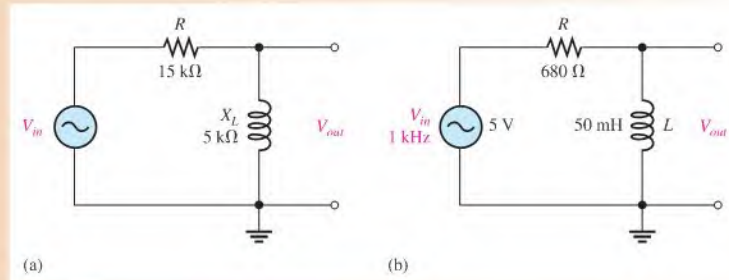 R
15 kΩ
X_L
5 kΩ
V_in
V_out
(a)
R
680 Ω
V_in
1 kHz
5 V
50 mH
L
V_out
(b)